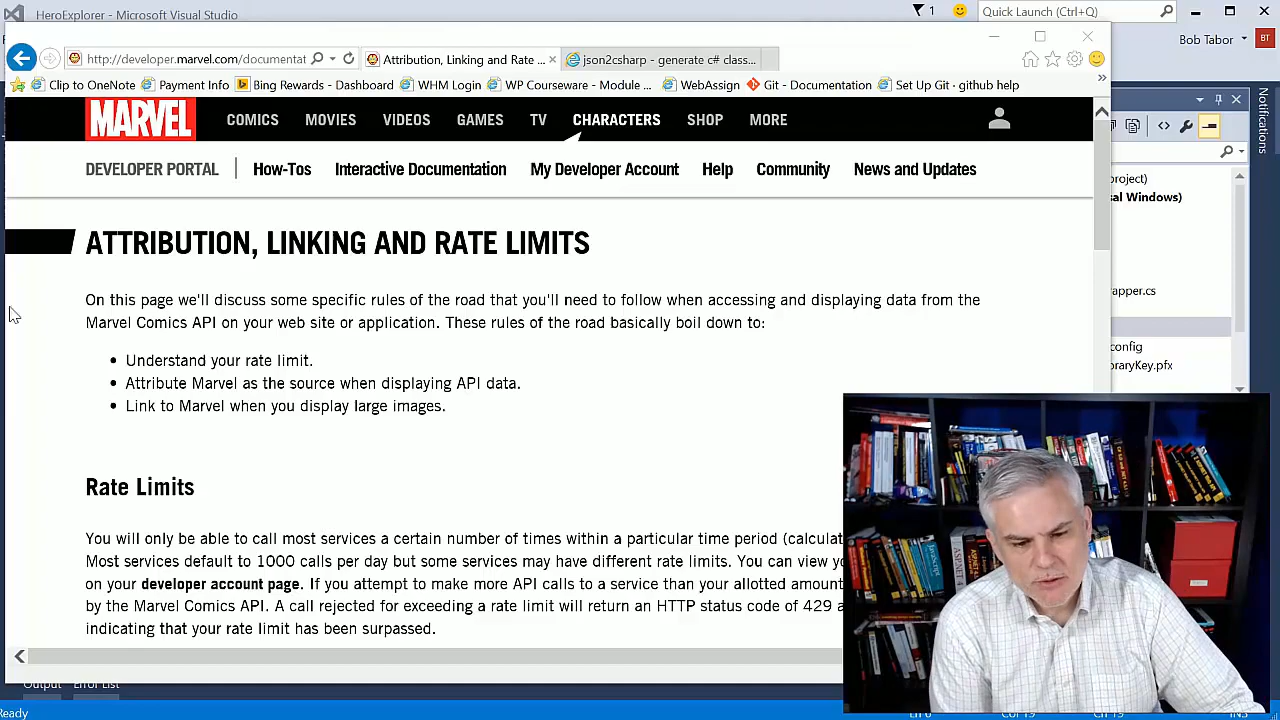 HeroExplorer - Microsoft Visual Studio
1
Quick Launch (Ctrl+Q)
Bob Tabor
BT
http://developer.marvel.com/documentat
Attribution, Linking and Rate ...
json2csharp - generate c# class...
Clip to OneNote
Payment Info
Bing Rewards - Dashboard
WHM Login
WP Courseware - Module ...
WebAssign
Git - Documentation
Set Up Git · github help
Notifications
MARVEL
COMICS
MOVIES
VIDEOS
GAMES
TV
CHARACTERS
SHOP
MORE
DEVELOPER PORTAL
How-Tos
Interactive Documentation
My Developer Account
Help
Community
News and Updates
project)
sal Windows)
rapper.cs
config
raryKey.pfx
ATTRIBUTION, LINKING AND RATE LIMITS
On this page we'll discuss some specific rules of the road that you'll need to follow when accessing and displaying data from the
Marvel Comics API on your web site or application. These rules of the road basically boil down to:
• Understand your rate limit.
• Attribute Marvel as the source when displaying API data.
• Link to Marvel when you display large images.
Rate Limits
You will only be able to call most services a certain number of times within a particular time period (calculat
Most services default to 1000 calls per day but some services may have different rate limits. You can view yo
on your developer account page. If you attempt to make more API calls to a service than your allotted amount
by the Marvel Comics API. A call rejected for exceeding a rate limit will return an HTTP status code of 429 a
indicating that your rate limit has been surpassed.
Output
Error List
Ready